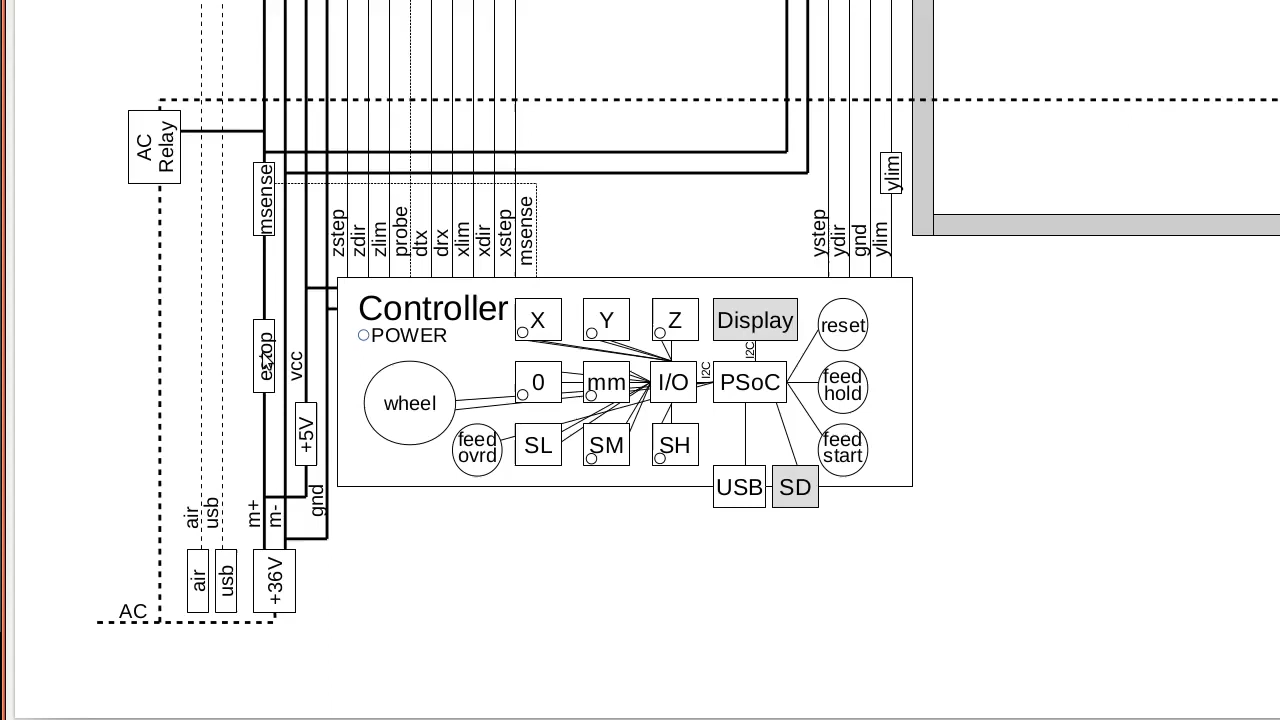 AC
Relay
msense
ylim
zstep
zdir
zlim
probe
dtx
drx
xlim
xdir
xstep
msense
ystep
ydir
gnd
ylim
Controller
POWER
X
Y
Z
Display
reset
I2C
I2C
vcc
wheel
0
mm
I/O
PSoC
feed
hold
+5V
feed
ovrd
SL
SM
SH
feed
start
USB
SD
air
usb
m+
m-
gnd
air
usb
+36V
AC